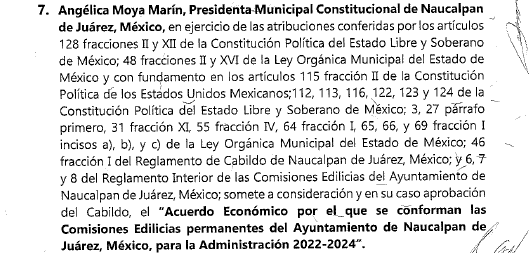 7. Angélica Moya Marín, Presidenta Municipal Constitucional de Naucalpan
de Juárez, México, en ejercicio de las atribuciones conferidas por los artículos
128 fracciones II y XII de la Constitución Política del Estado Libre y Soberano
de México; 48 fracciones II y XVI de la Ley Orgánica Municipal del Estado de
México y con fundamento en los artículos 115 fracción II de la Constitución
Política de los Estados Unidos Mexicanos;112, 113, 116, 122, 123 y 124 de la
Constitución Política del Estado Libre y Soberano de México; 3, 27 párrafo
primero, 31 fracción XI, 55 fracción IV, 64 fracción I, 65, 66, y 69 fracción I
incisos a), b), y c) de la Ley Orgánica Municipal del Estado de México; 46
fracción I del Reglamento de Cabildo de Naucalpan de Juárez, México; y 6, 7
y 8 del Reglamento Interior de las Comisiones Edilicias del Ayuntamiento de
Naucalpan de Juárez, México; somete a consideración y en su caso aprobación
del Cabildo, el "Acuerdo Económico por el que se conforman las
Comisiones Edilicias permanentes del Ayuntamiento de Naucalpan de
Juárez, México, para la Administración 2022-2024".